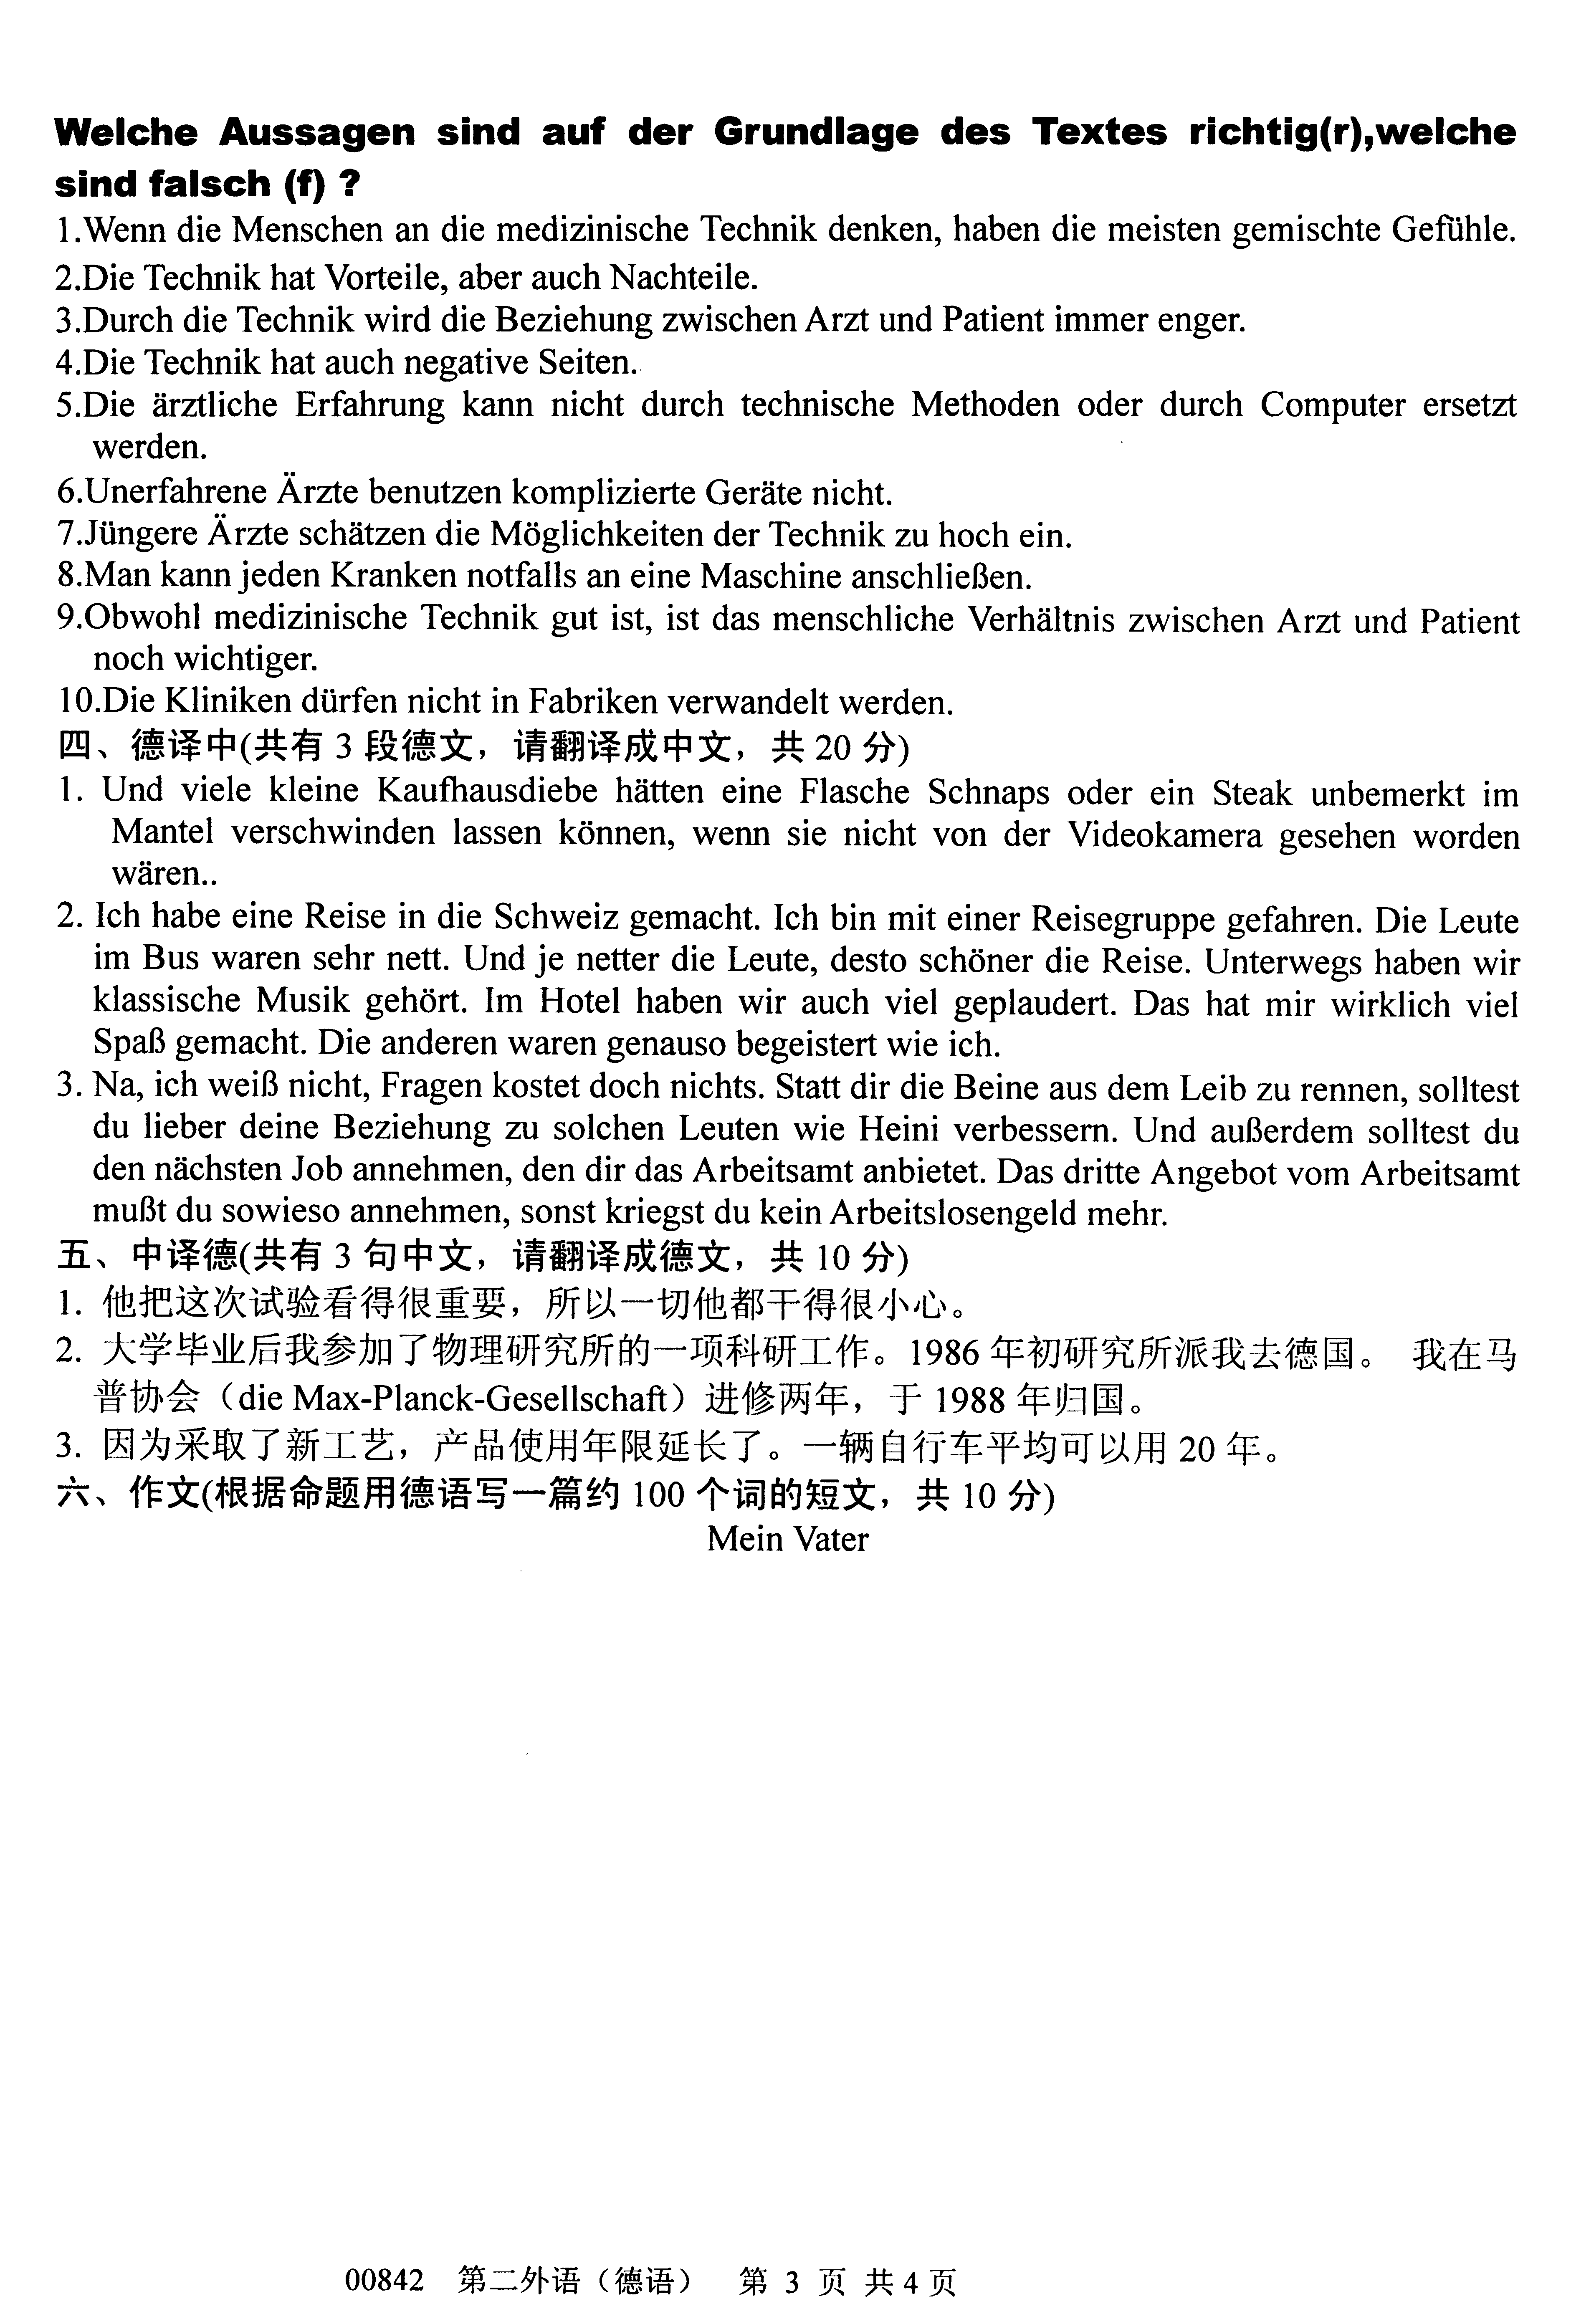 Welche Aussagen sind auf der Grundlage des Textes richtig(r),welche
sind falsch (f) ?
1.Wenn die Menschen an die medizinische Technik denken, haben die meisten gemischte Gefühle.
2.Die Technik hat Vorteile, aber auch Nachteile.
3.Durch die Technik wird die Beziehung zwischen Arzt und Patient immer enger.
4.Die Technik hat auch negative Seiten.
5.Die ärztliche Erfahrung kann nicht durch technische Methoden oder durch Computer ersetzt
werden.
6.Unerfahrene Ärzte benutzen komplizierte Geräte nicht.
7.Jüngere Ärzte schätzen die Möglichkeiten der Technik zu hoch ein.
8.Man kann jeden Kranken notfalls an eine Maschine anschließen.
9.Obwohl medizinische Technik gut ist, ist das menschliche Verhältnis zwischen Arzt und Patient
noch wichtiger.
10.Die Kliniken dürfen nicht in Fabriken verwandelt werden.
四、德译中(共有 3 段德文，请翻译成中文，共 20 分)
1. Und viele kleine Kaufhausdiebe hätten eine Flasche Schnaps oder ein Steak unbemerkt im
Mantel verschwinden lassen können, wenn sie nicht von der Videokamera gesehen worden
wären..
2. Ich habe eine Reise in die Schweiz gemacht. Ich bin mit einer Reisegruppe gefahren. Die Leute
im Bus waren sehr nett. Und je netter die Leute, desto schöner die Reise. Unterwegs haben wir
klassische Musik gehört. Im Hotel haben wir auch viel geplaudert. Das hat mir wirklich viel
Spaß gemacht. Die anderen waren genauso begeistert wie ich.
3. Na, ich weiß nicht, Fragen kostet doch nichts. Statt dir die Beine aus dem Leib zu rennen, solltest
du lieber deine Beziehung zu solchen Leuten wie Heini verbessern. Und außerdem solltest du
den nächsten Job annehmen, den dir das Arbeitsamt anbietet. Das dritte Angebot vom Arbeitsamt
mußt du sowieso annehmen, sonst kriegst du kein Arbeitslosengeld mehr.
五、中译德(共有 3 句中文，请翻译成德文，共 10 分)
1. 他把这次试验看得很重要，所以一切他都干得很小心。
2. 大学毕业后我参加了物理研究所的一项科研工作。1986 年初研究所派我去德国。 我在马
普协会（die Max-Planck-Gesellschaft）进修两年，于 1988 年归国。
3. 因为采取了新工艺，产品使用年限延长了。一辆自行车平均可以用 20 年。
六、作文(根据命题用德语写一篇约 100 个词的短文，共 10 分)
Mein Vater
00842 第二外语（德语） 第 3 页 共 4 页